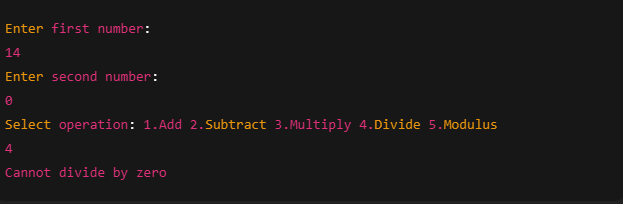 Enter first number:
14
Enter second number:
0
Select operation: 1.Add 2.Subtract 3.Multiply 4.Divide 5.Modulus
4
Cannot divide by zero